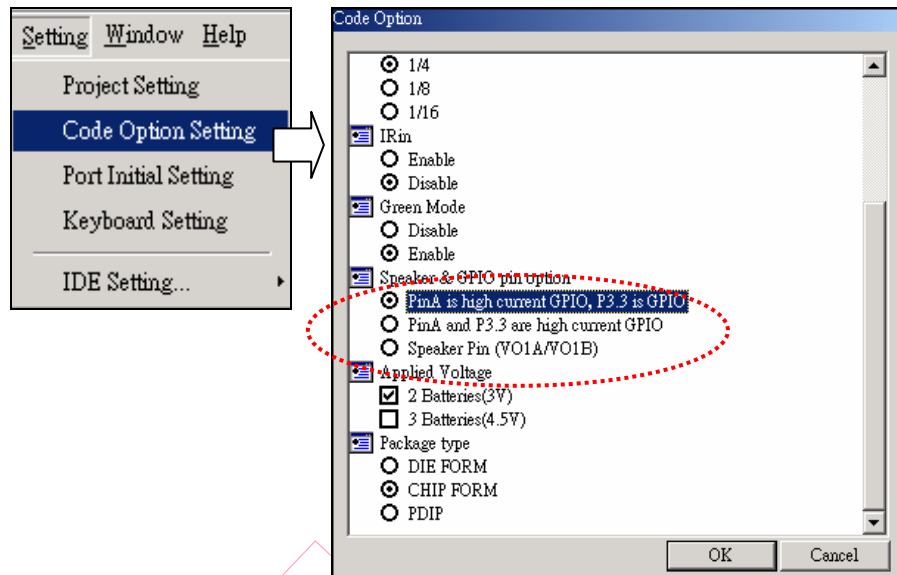 Setting Window Help
Project Setting
Code Option Setting
Port Initial Setting
Keyboard Setting
IDE Setting...
Code Option
1/4
1/8
1/16
IRin
Enable
Disable
Green Mode
Disable
Enable
Speaker & GPIO pin option
PinA is high current GPIO, P3.3 is GPIO
PinA and P3.3 are high current GPIO
Speaker Pin (VO1A/VO1B)
Applied Voltage
2 Batteries(3V)
3 Batteries(4.5V)
Package type
DIE FORM
CHIP FORM
PDIP
OK Cancel